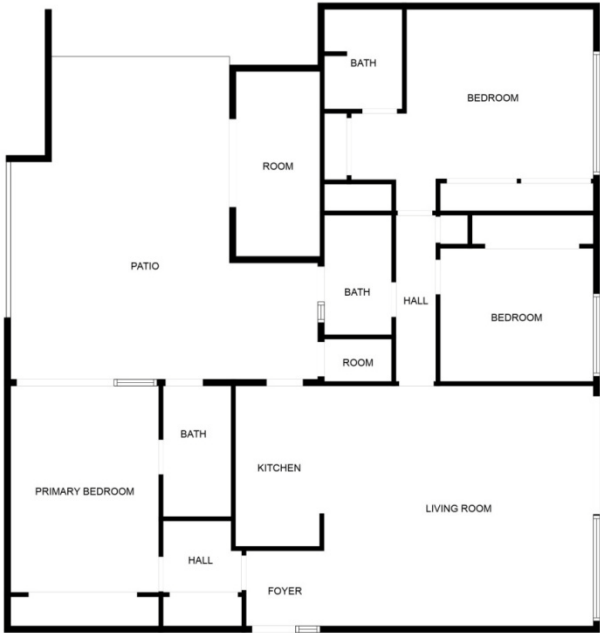 BATH
BEDROOM
ROOM
PATIO
BATH
HALL
BEDROOM
ROOM
BATH
KITCHEN
PRIMARY BEDROOM
LIVING ROOM
HALL
FOYER